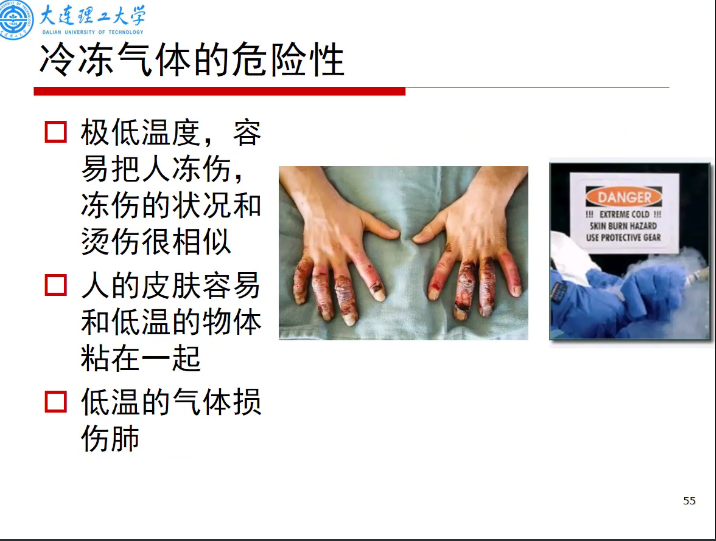 大连理工大学
DALIAN UNIVERSITY OF TECHNOLOGY
冷冻气体的危险性
极低温度，容
易把人冻伤，
冻伤的状况和
烫伤很相似
人的皮肤容易
和低温的物体
粘在一起
低温的气体损
伤肺
DANGER
!!! EXTREME COLD !!!
SKIN BURN HAZARD
USE PROTECTIVE GEAR
55